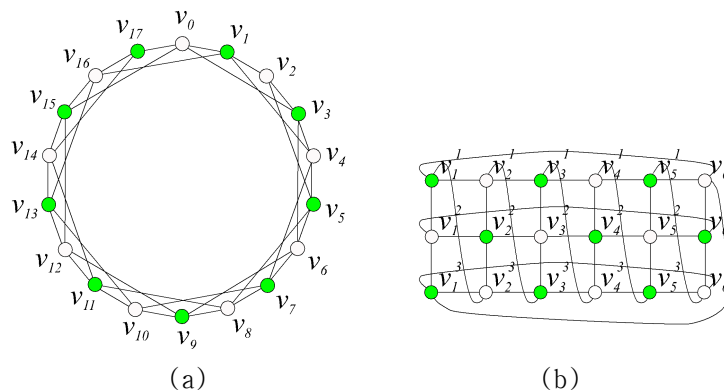 v₀
v₁₇ v₁
v₁₆ v₂
v₁₅ v₃
v₁₄ v₄
v₁₃ v₅
v₁₂ v₆
v₁₁ v₇
v₁₀ v₈
v₉
v₁¹ v₂¹ v₃¹ v₄¹ v₅¹
v₁² v₂² v₃² v₄² v₅²
v₁³ v₂³ v₃³ v₄³ v₅³
(a) (b)